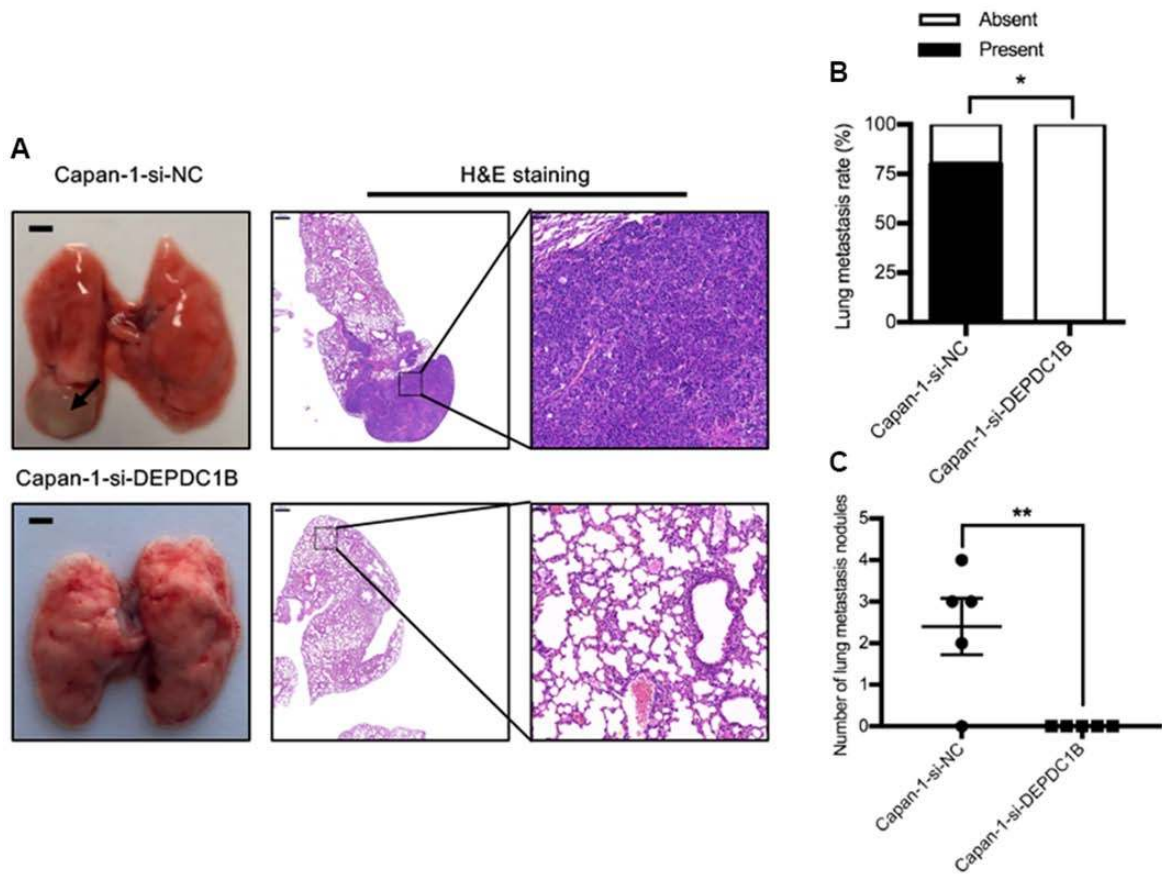 A
Capan-1-si-NC
H&E staining
Capan-1-si-DEPDC1B
Absent
Present
B
*
Lung metastasis rate (%)
100
75
50
25
0
Capan-1-si-NC
Capan-1-si-DEPDC1B
C
**
Number of lung metastasis nodules
5
4
3
2
1
0
Capan-1-si-NC
Capan-1-si-DEPDC1B